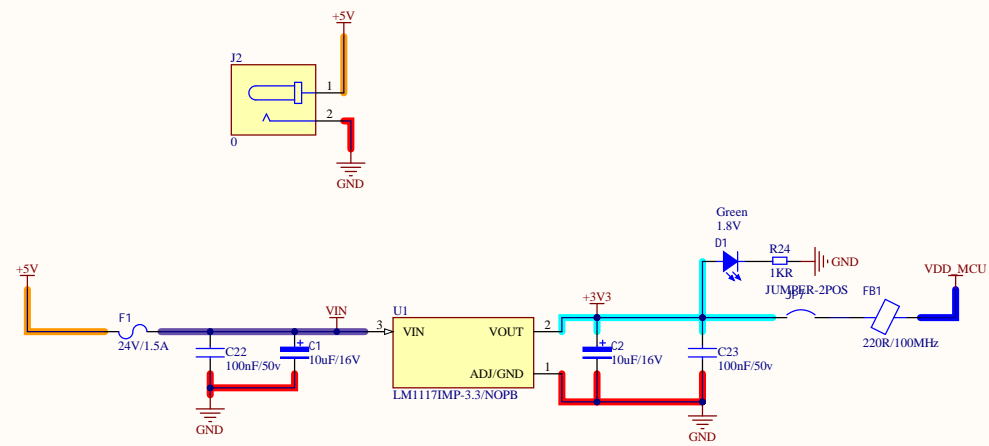 +5V
J2
1
2
0
GND
Green
1.8V
D1
R24
1KR
GND
+5V
VDD_MCU
JUMPER-2POS
JP7
FB1
+3V3
F1
24V/1.5A
VIN
3
U1
VIN
VOUT
2
220R/100MHz
C22
100nF/50v
C1
10uF/16V
C2
10uF/16V
C23
100nF/50v
ADJ/GND
1
LM1117IMP-3.3/NOPB
GND
GND